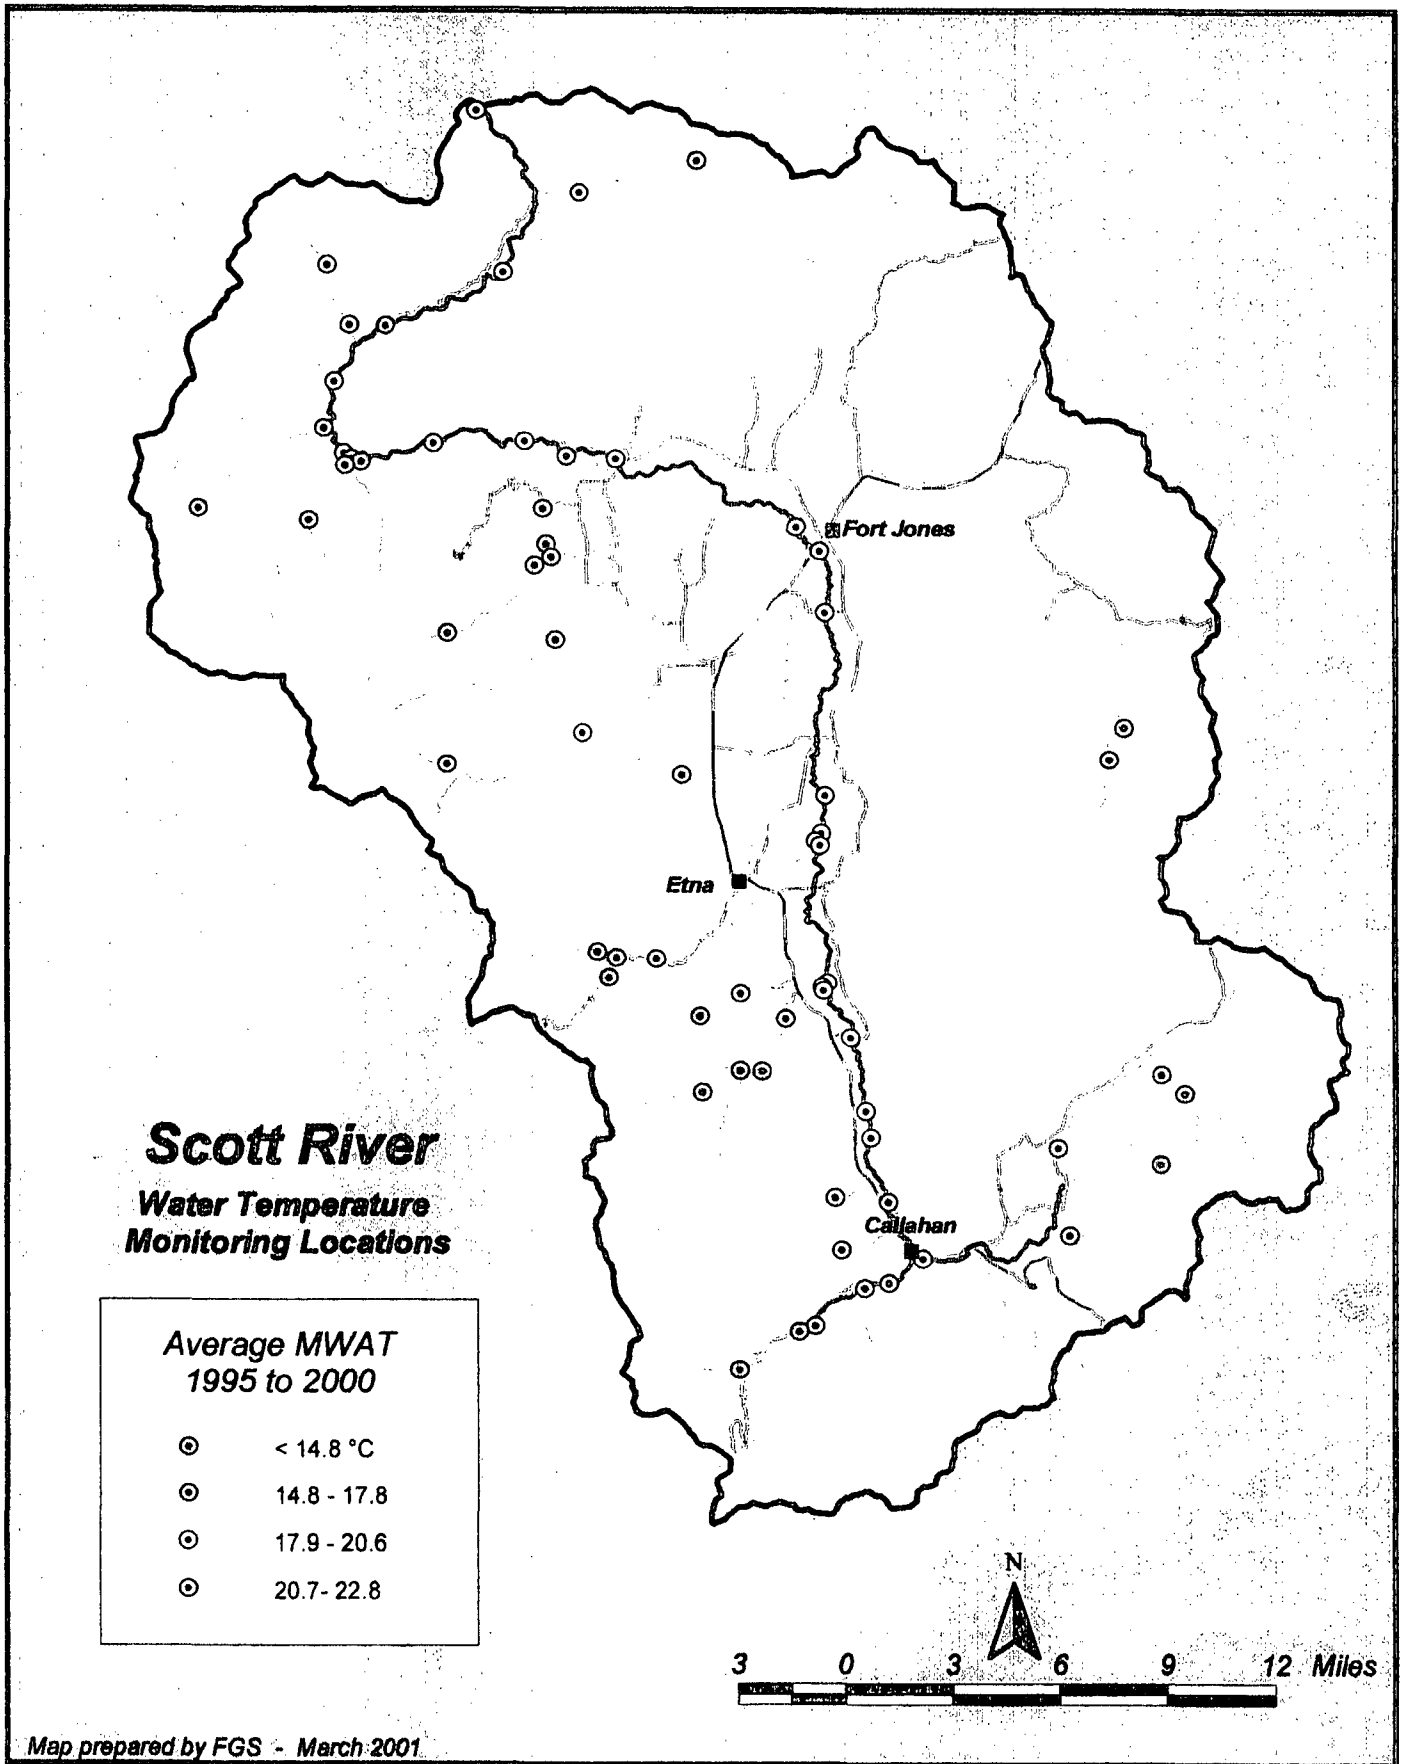 Fort Jones
Etna
Scott River
Water Temperature
Monitoring Locations
Callahan
Average MWAT
1995 to 2000
< 14.8 °C
14.8 - 17.8
17.9 - 20.6
20.7- 22.8
N
3 0 3 6 9 12 Miles
Map prepared by FGS - March 2001